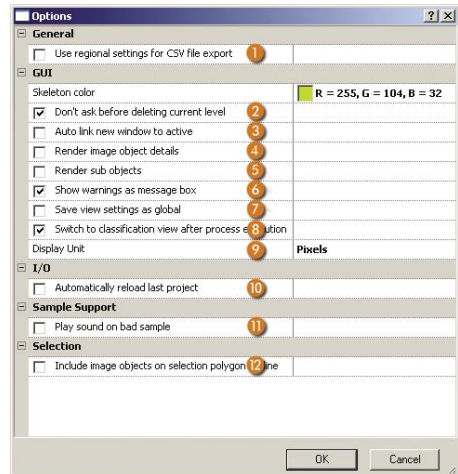 Options
General
Use regional settings for CSV file export 1
GUI
Skeleton color R = 255, G = 104, B = 32
Don't ask before deleting current level 2
Auto link new window to active 3
Render image object details 4
Render sub objects 5
Show warnings as message box 6
Save view settings as global 7
Switch to classification view after process e 8 ution
Display Unit 9 Pixels
I/O
Automatically reload last project 10
Sample Support
Play sound on bad sample 11
Selection
Include image objects on selection polygon 12 ine
OK Cancel